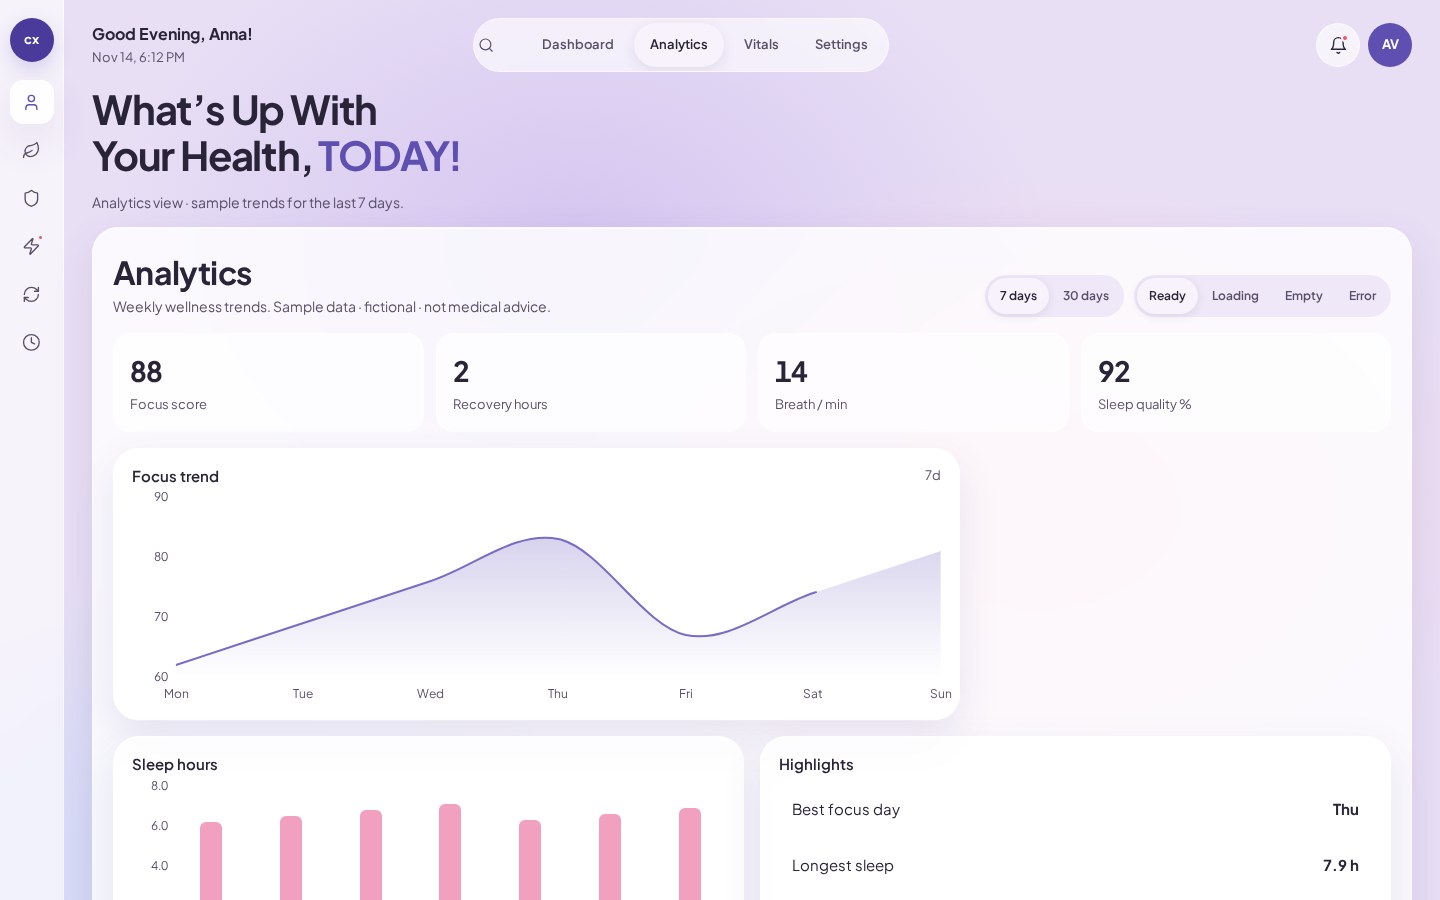 cx
Good Evening, Anna!
Nov 14, 6:12 PM
Dashboard
Analytics
Vitals
Settings
AV
What’s Up With
Your Health, TODAY!
Analytics view · sample trends for the last 7 days.
Analytics
Weekly wellness trends. Sample data · fictional · not medical advice.
7 days
30 days
Ready
Loading
Empty
Error
88
Focus score
2
Recovery hours
14
Breath / min
92
Sleep quality %
Focus trend
7d
90
80
70
60
Mon
Tue
Wed
Thu
Fri
Sat
Sun
Sleep hours
8.0
6.0
4.0
Highlights
Best focus day
Thu
Longest sleep
7.9 h